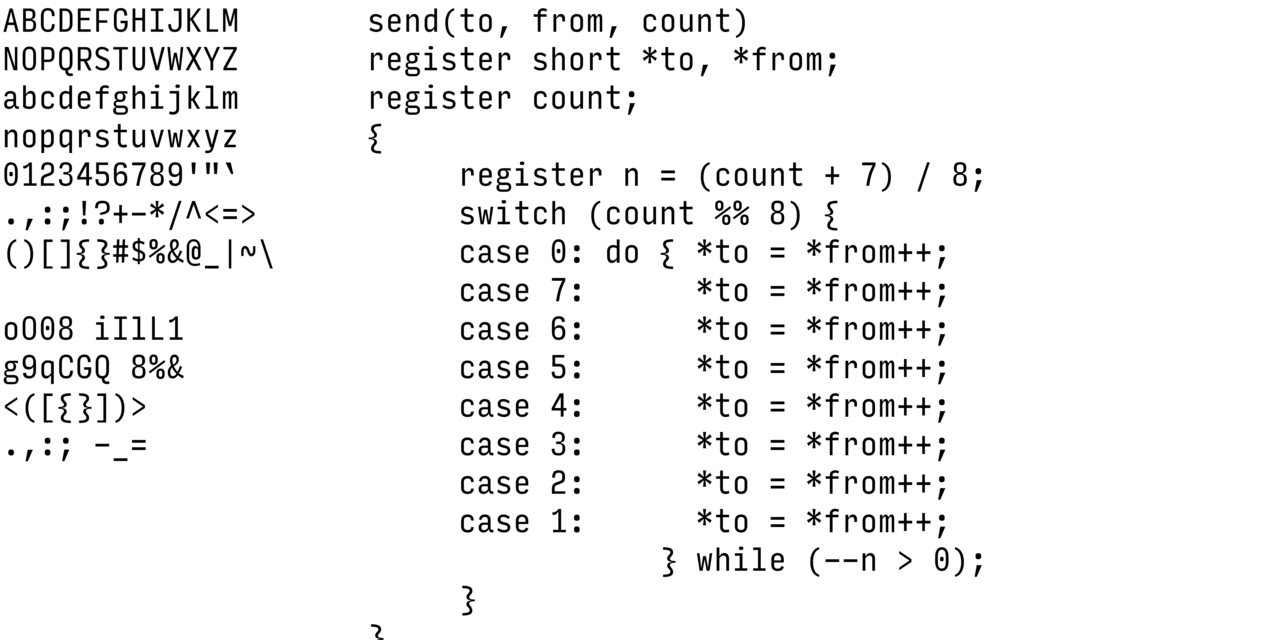 ABCDEFGHIJKLM
NOPQRSTUVWXYZ
abcdefghijklm
nopqrstuvwxyz
0123456789'"`
.,:;!?+-*/^<=>
()[]{}#$%&@_|~\
oO08 iIlL1
g9qCGQ 8%&
<([{}])>
.,:; -_=
send(to, from, count)
register short *to, *from;
register count;
{
    register n = (count + 7) / 8;
    switch (count %% 8) {
    case 0: do { *to = *from++;
    case 7:      *to = *from++;
    case 6:      *to = *from++;
    case 5:      *to = *from++;
    case 4:      *to = *from++;
    case 3:      *to = *from++;
    case 2:      *to = *from++;
    case 1:      *to = *from++;
               } while (--n > 0);
    }
}